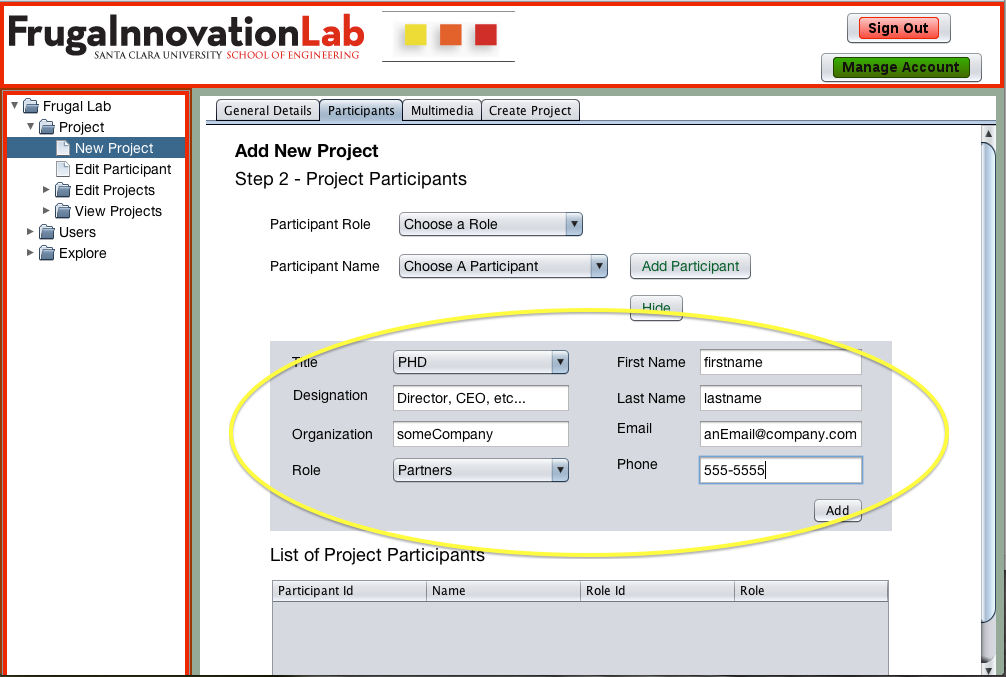 FrugalnnovationLab
SANTA CLARA UNIVERSITY SCHOOL OF ENGINEERING
Sign Out
Manage Account
Frugal Lab
Project
New Project
Edit Participant
Edit Projects
View Projects
Users
Explore
General Details Participants Multimedia Create Project
Add New Project
Step 2 - Project Participants
Participant Role Choose a Role
Participant Name Choose A Participant Add Participant
Hide
Title PHD First Name firstname
Designation Director, CEO, etc... Last Name lastname
Organization someCompany Email anEmail@company.com
Role Partners Phone 555-5555
Add
List of Project Participants
Participant Id Name Role Id Role